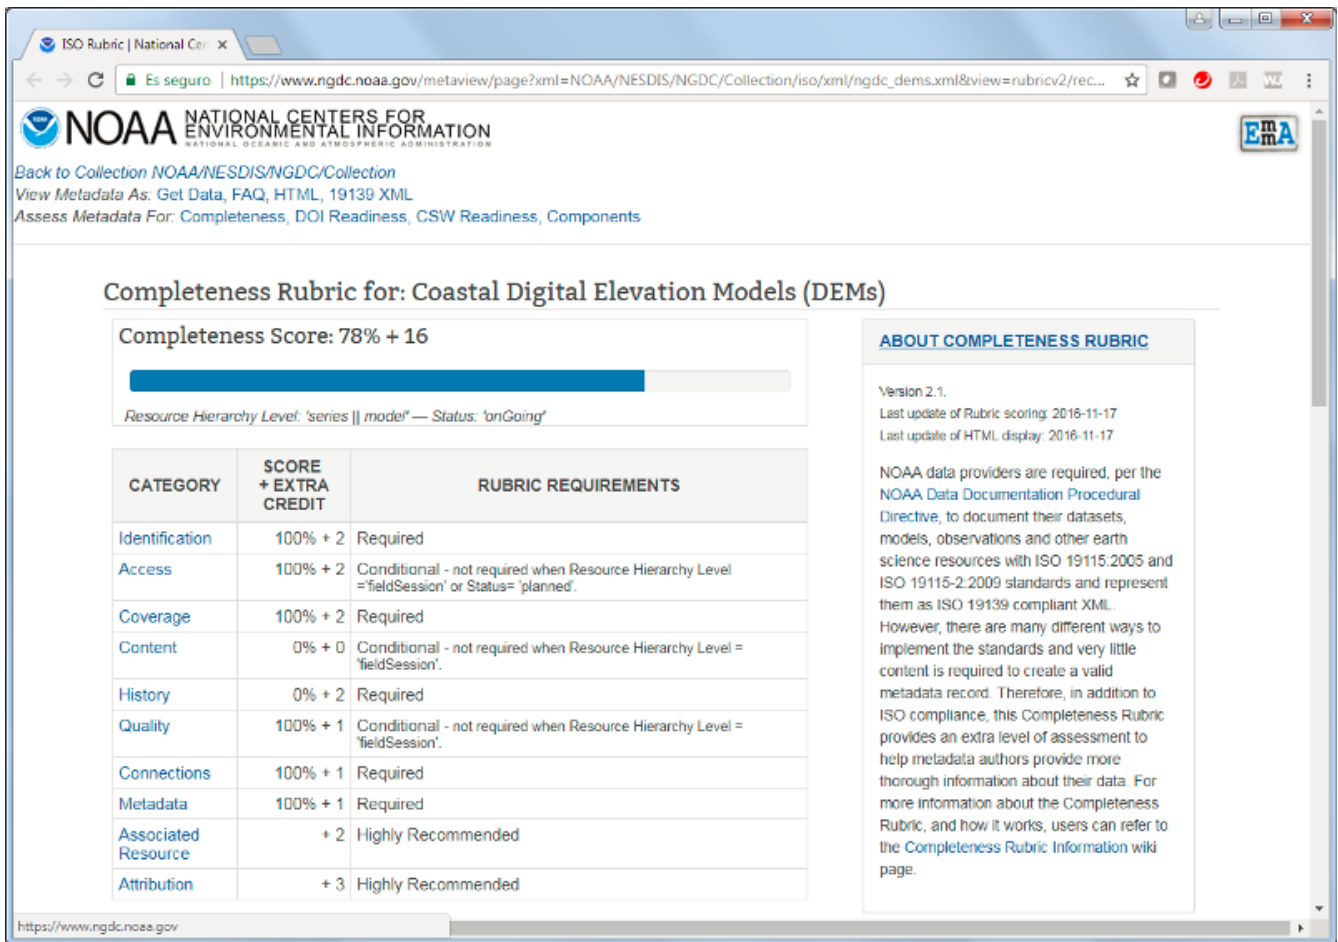 ISO Rubric | National Cen
Es seguro | https://www.ngdc.noaa.gov/metaview/page?xml=NOAA/NESDIS/NGDC/Collection/iso/xml/ngdc_dems.xml&view=rubricv2/rec...
NOAA NATIONAL CENTERS FOR
ENVIRONMENTAL INFORMATION
NATIONAL OCEANIC AND ATMOSPHERIC ADMINISTRATION
EmmA
Back to Collection NOAA/NESDIS/NGDC/Collection
View Metadata As: Get Data, FAQ, HTML, 19139 XML
Assess Metadata For: Completeness, DOI Readiness, CSW Readiness, Components
Completeness Rubric for: Coastal Digital Elevation Models (DEMs)
Completeness Score: 78% + 16
Resource Hierarchy Level: 'series || model' — Status: 'onGoing'
CATEGORY
SCORE
+ EXTRA
CREDIT
RUBRIC REQUIREMENTS
Identification 100% + 2 Required
Access 100% + 2 Conditional - not required when Resource Hierarchy Level
='fieldSession' or Status= 'planned'.
Coverage 100% + 2 Required
Content 0% + 0 Conditional - not required when Resource Hierarchy Level =
'fieldSession'.
History 0% + 2 Required
Quality 100% + 1 Conditional - not required when Resource Hierarchy Level =
'fieldSession'.
Connections 100% + 1 Required
Metadata 100% + 1 Required
Associated
Resource + 2 Highly Recommended
Attribution + 3 Highly Recommended
ABOUT COMPLETENESS RUBRIC
Version 2.1.
Last update of Rubric scoring: 2016-11-17
Last update of HTML display: 2016-11-17
NOAA data providers are required, per the
NOAA Data Documentation Procedural
Directive, to document their datasets,
models, observations and other earth
science resources with ISO 19115:2005 and
ISO 19115-2:2009 standards and represent
them as ISO 19139 compliant XML.
However, there are many different ways to
implement the standards and very little
content is required to create a valid
metadata record. Therefore, in addition to
ISO compliance, this Completeness Rubric
provides an extra level of assessment to
help metadata authors provide more
thorough information about their data. For
more information about the Completeness
Rubric, and how it works, users can refer to
the Completeness Rubric Information wiki
page.
https://www.ngdc.noaa.gov